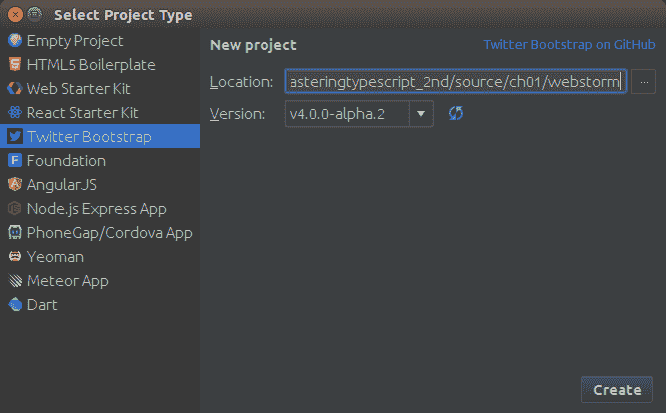 Select Project Type
Empty Project
HTML5 Boilerplate
Web Starter Kit
React Starter Kit
Twitter Bootstrap
Foundation
AngularJS
Node.js Express App
PhoneGap/Cordova App
Yeoman
Meteor App
Dart
New project Twitter Bootstrap on GitHub
Location: asteringtypescript_2nd/source/ch01/webstorm ...
Version: v4.0.0-alpha.2
Create